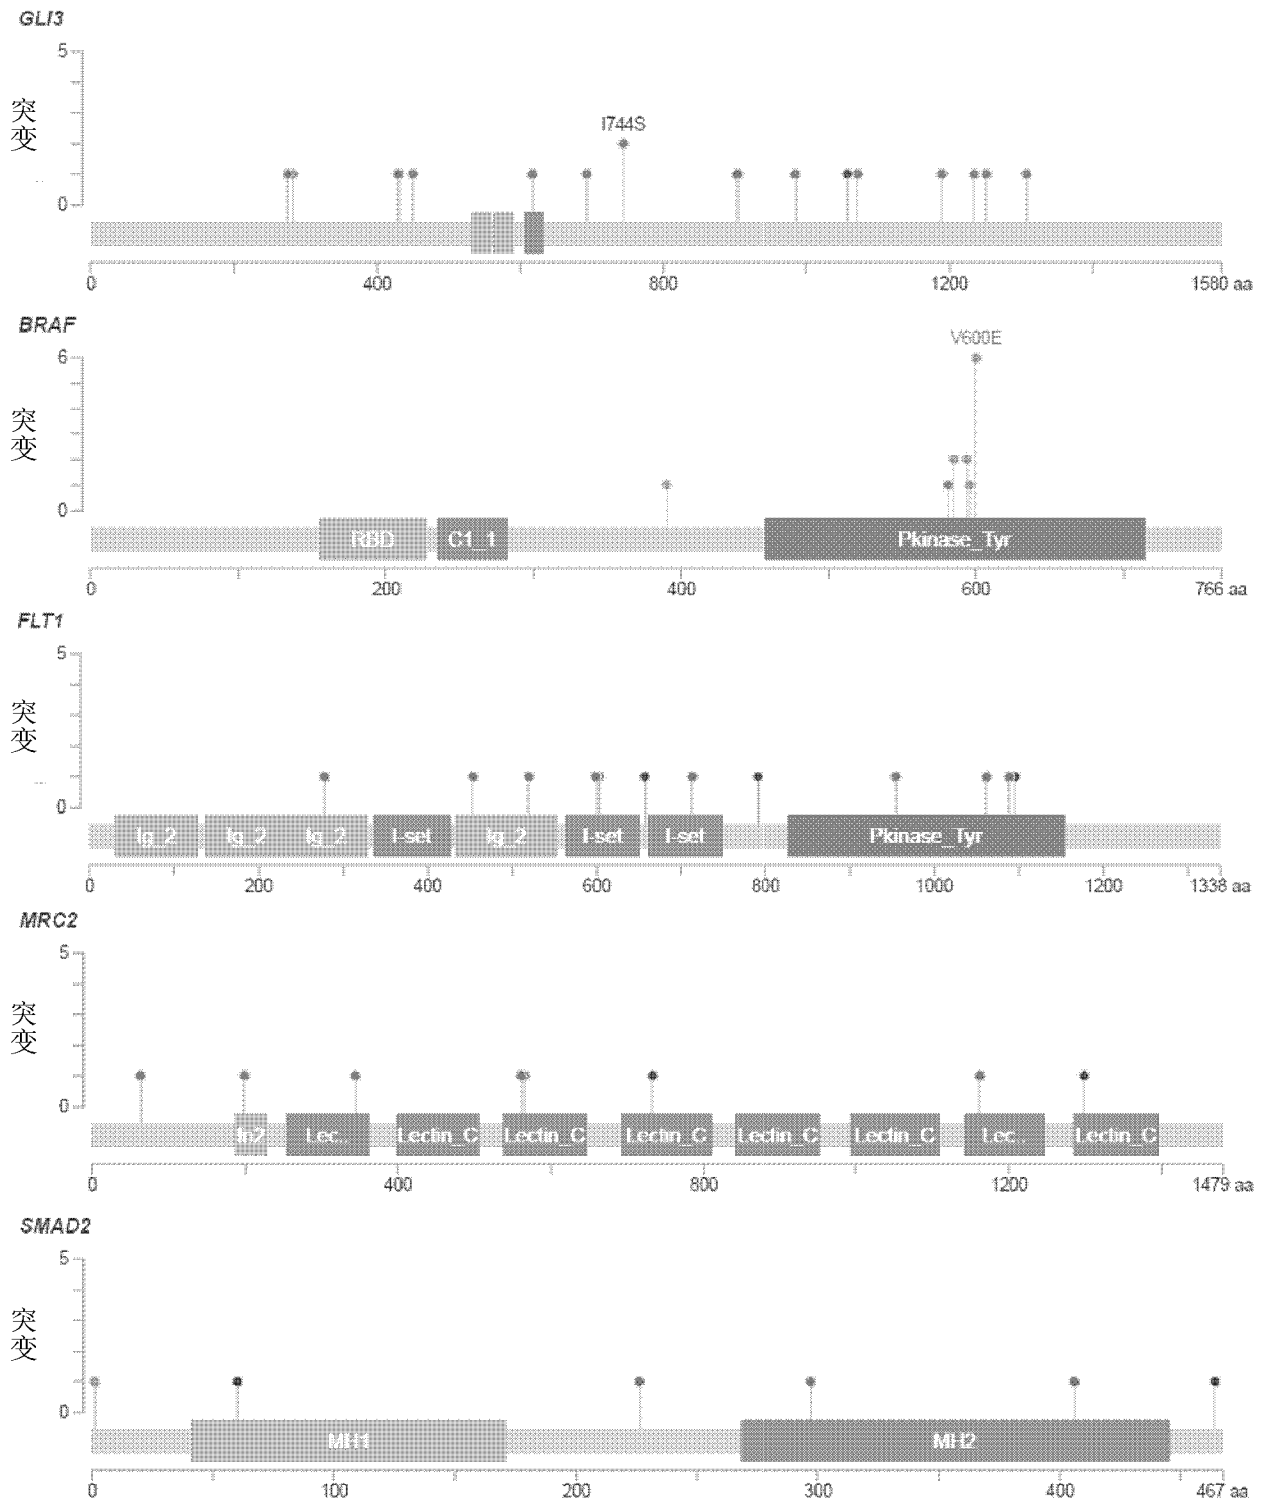 GLI3
5
突变
I744S
0
0 400 800 1200 1580 aa
BRAF
V600E
6
突变
0
RBD C1_1 Pkinase_Tyr
0 200 400 600 766 aa
FLT1
5
突变
0
Ig_2 Ig_2 Ig_2 I-set Ig_2 I-set I-set Pkinase_Tyr
0 200 400 600 800 1000 1200 1338 aa
MRC2
5
突变
0
fn2 Lec.. Lectin_C Lectin_C Lectin_C Lectin_C Lectin_C Lec.. Lectin_C
0 400 800 1200 1479 aa
SMAD2
5
突变
0
MH1 MH2
0 100 200 300 400 467 aa